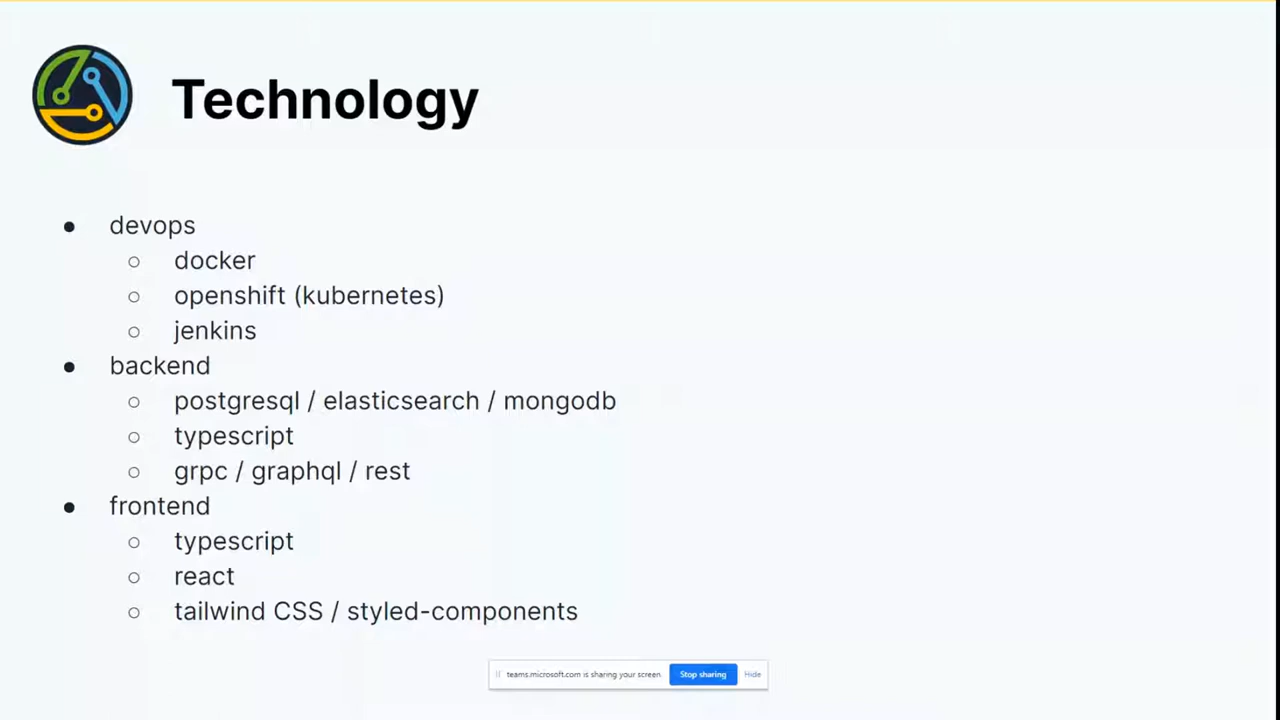 Technology
● devops
○ docker
○ openshift (kubernetes)
○ jenkins
● backend
○ postgresql / elasticsearch / mongodb
○ typescript
○ grpc / graphql / rest
● frontend
○ typescript
○ react
○ tailwind CSS / styled-components
teams.microsoft.com is sharing your screen. Stop sharing Hide